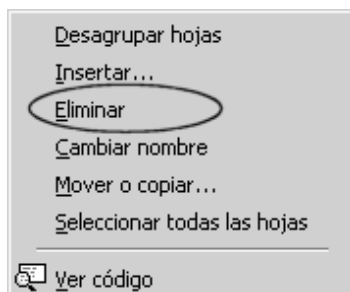 Desagrupar hojas
Insertar...
Eliminar
Cambiar nombre
Mover o copiar...
Seleccionar todas las hojas
Ver código